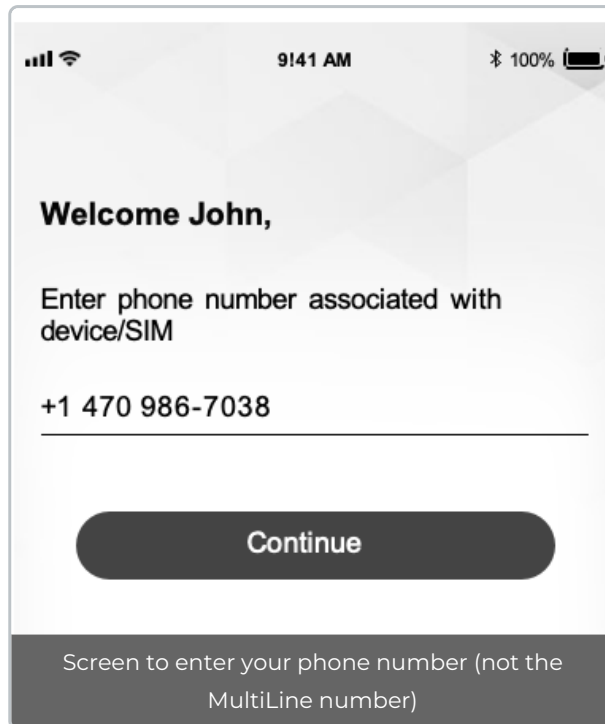 9:41 AM
100%
Welcome John,
Enter phone number associated with
device/SIM
+1 470 986-7038
Continue
Screen to enter your phone number (not the
MultiLine number)